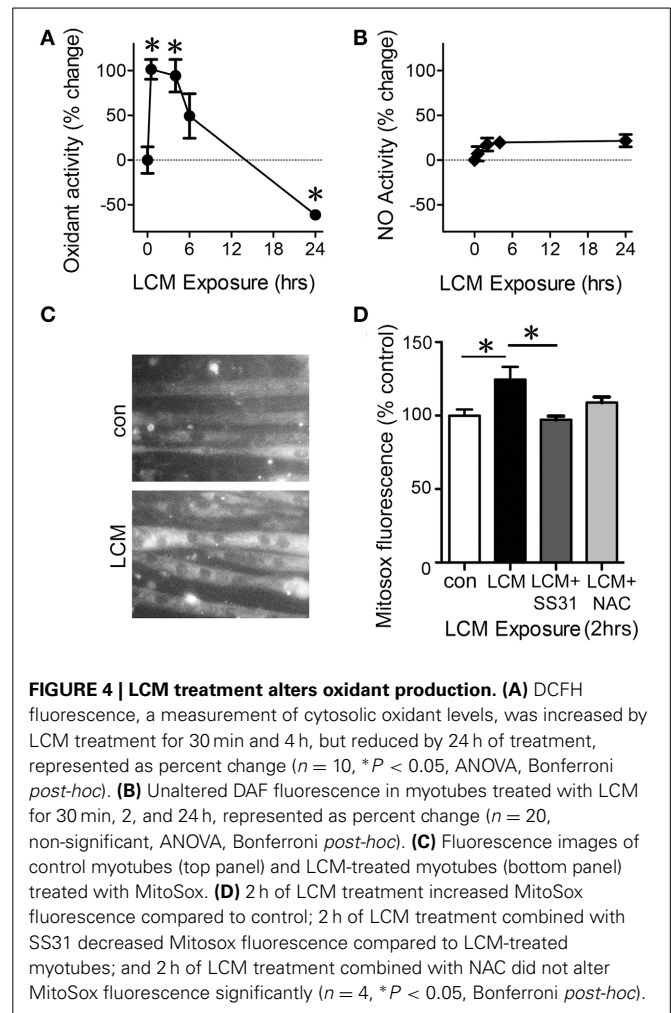 A
B
* *
100
50
0
-50
Oxidant activity (% change)
*
0 6 12 18 24
LCM Exposure (hrs)
100
50
0
-50
NO Activity (% change)
0 6 12 18 24
LCM Exposure (hrs)
C
D
con
LCM
Mitosox fluorescence (% control)
150
100
50
0
* *
con LCM LCM+ LCM+
SS31 NAC
LCM Exposure (2hrs)
FIGURE 4 | LCM treatment alters oxidant production. (A) DCFH
fluorescence, a measurement of cytosolic oxidant levels, was increased by
LCM treatment for 30 min and 4 h, but reduced by 24 h of treatment,
represented as percent change (n = 10, *P < 0.05, ANOVA, Bonferroni
post-hoc). (B) Unaltered DAF fluorescence in myotubes treated with LCM
for 30 min, 2, and 24 h, represented as percent change (n = 20,
non-significant, ANOVA, Bonferroni post-hoc). (C) Fluorescence images of
control myotubes (top panel) and LCM-treated myotubes (bottom panel)
treated with MitoSox. (D) 2 h of LCM treatment increased MitoSox
fluorescence compared to control; 2 h of LCM treatment combined with
SS31 decreased Mitosox fluorescence compared to LCM-treated
myotubes; and 2 h of LCM treatment combined with NAC did not alter
MitoSox fluorescence significantly (n = 4, *P < 0.05, Bonferroni post-hoc).